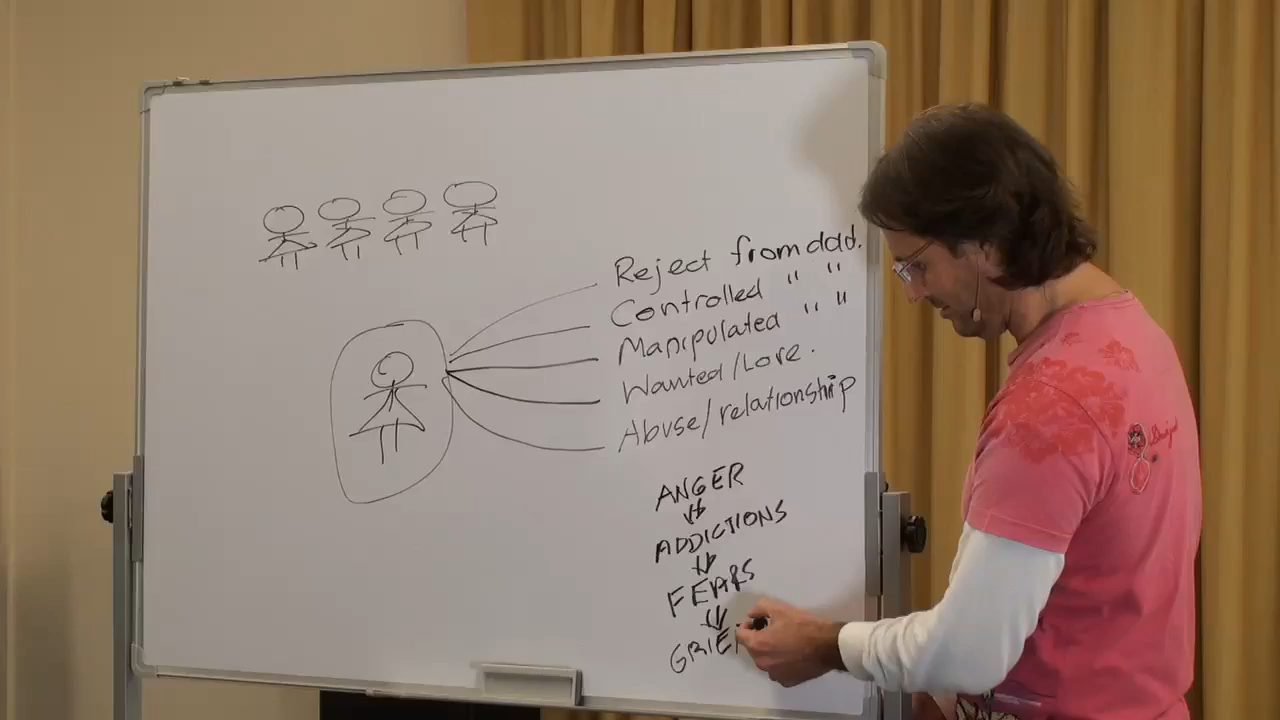 Reject from dad.
Controlled " "
Manipulated " "
Wanted/Love.
Abuse/relationship
ANGER
ADDICTIONS
FEARS
GRIEF